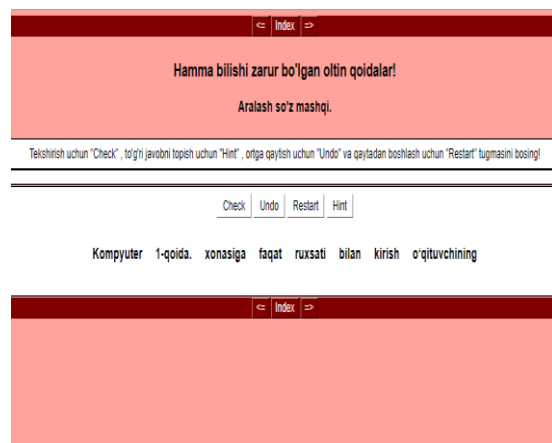 <= Index =>
Hamma bilishi zarur bo'lgan oltin qoidalar!
Aralash so'z mashqi.
Tekshirish uchun "Check" , to'g'ri javobni topish uchun "Hint" , ortga qaytish uchun "Undo" va qaytadan boshlash uchun "Restart" tugmasini bosing!
Check Undo Restart Hint
Kompyuter 1-qoida. xonasiga faqat ruxsati bilan kirish o'qituvchining
<= Index =>